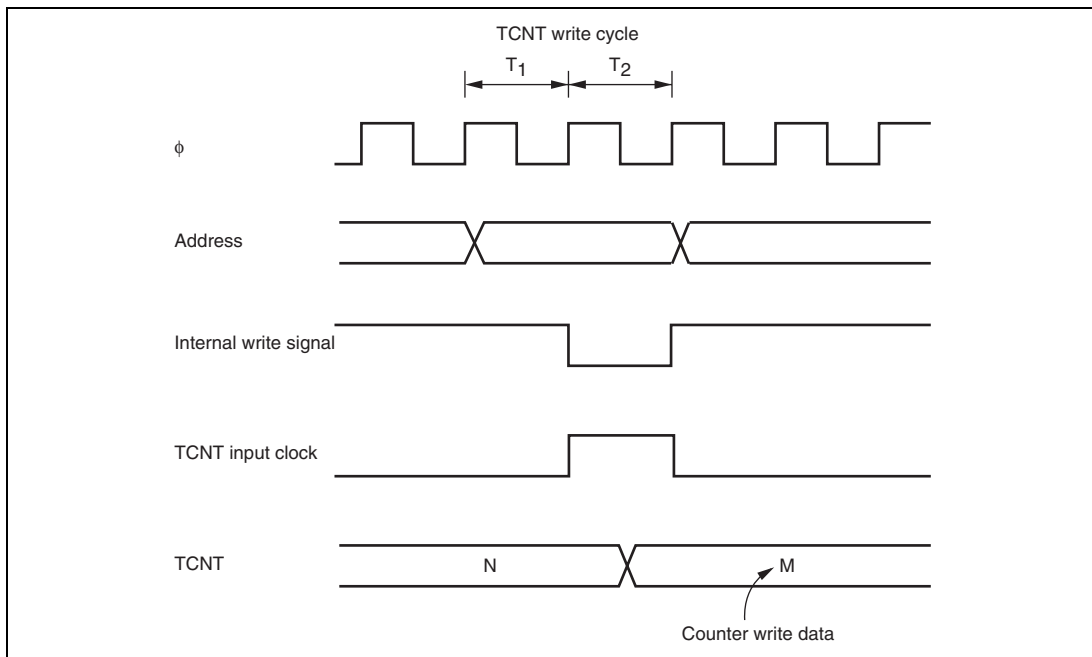 TCNT write cycle
T1 T2
ϕ
Address
Internal write signal
TCNT input clock
TCNT N M
Counter write data